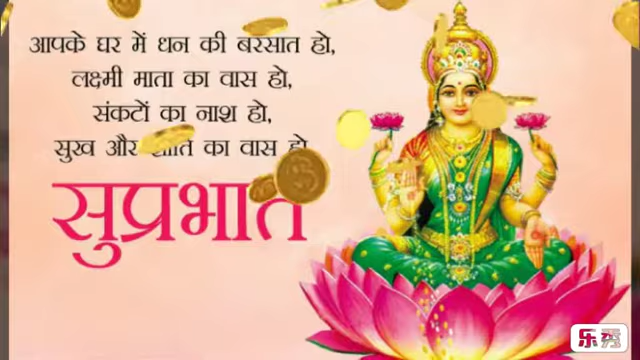 आपके घर में धन की बरसात हो,
लक्ष्मी माता का वास हो,
संकटों का नाश हो,
सुख और का वास हो
सुप्रभात
乐秀